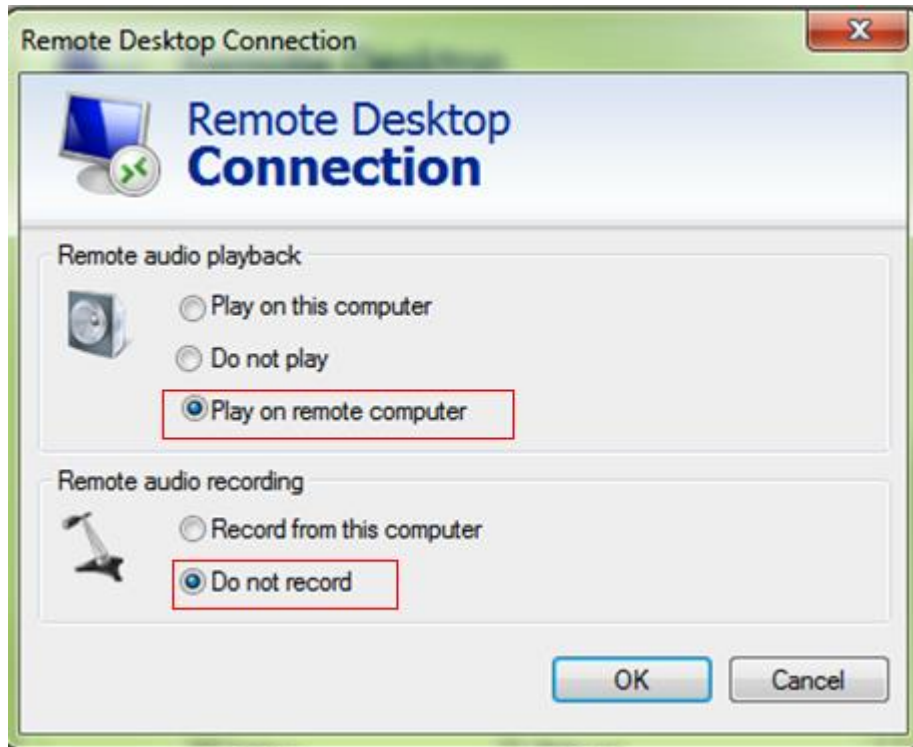 Remote Desktop Connection
Remote Desktop
Connection
Remote audio playback
Play on this computer
Do not play
Play on remote computer
Remote audio recording
Record from this computer
Do not record
OK
Cancel